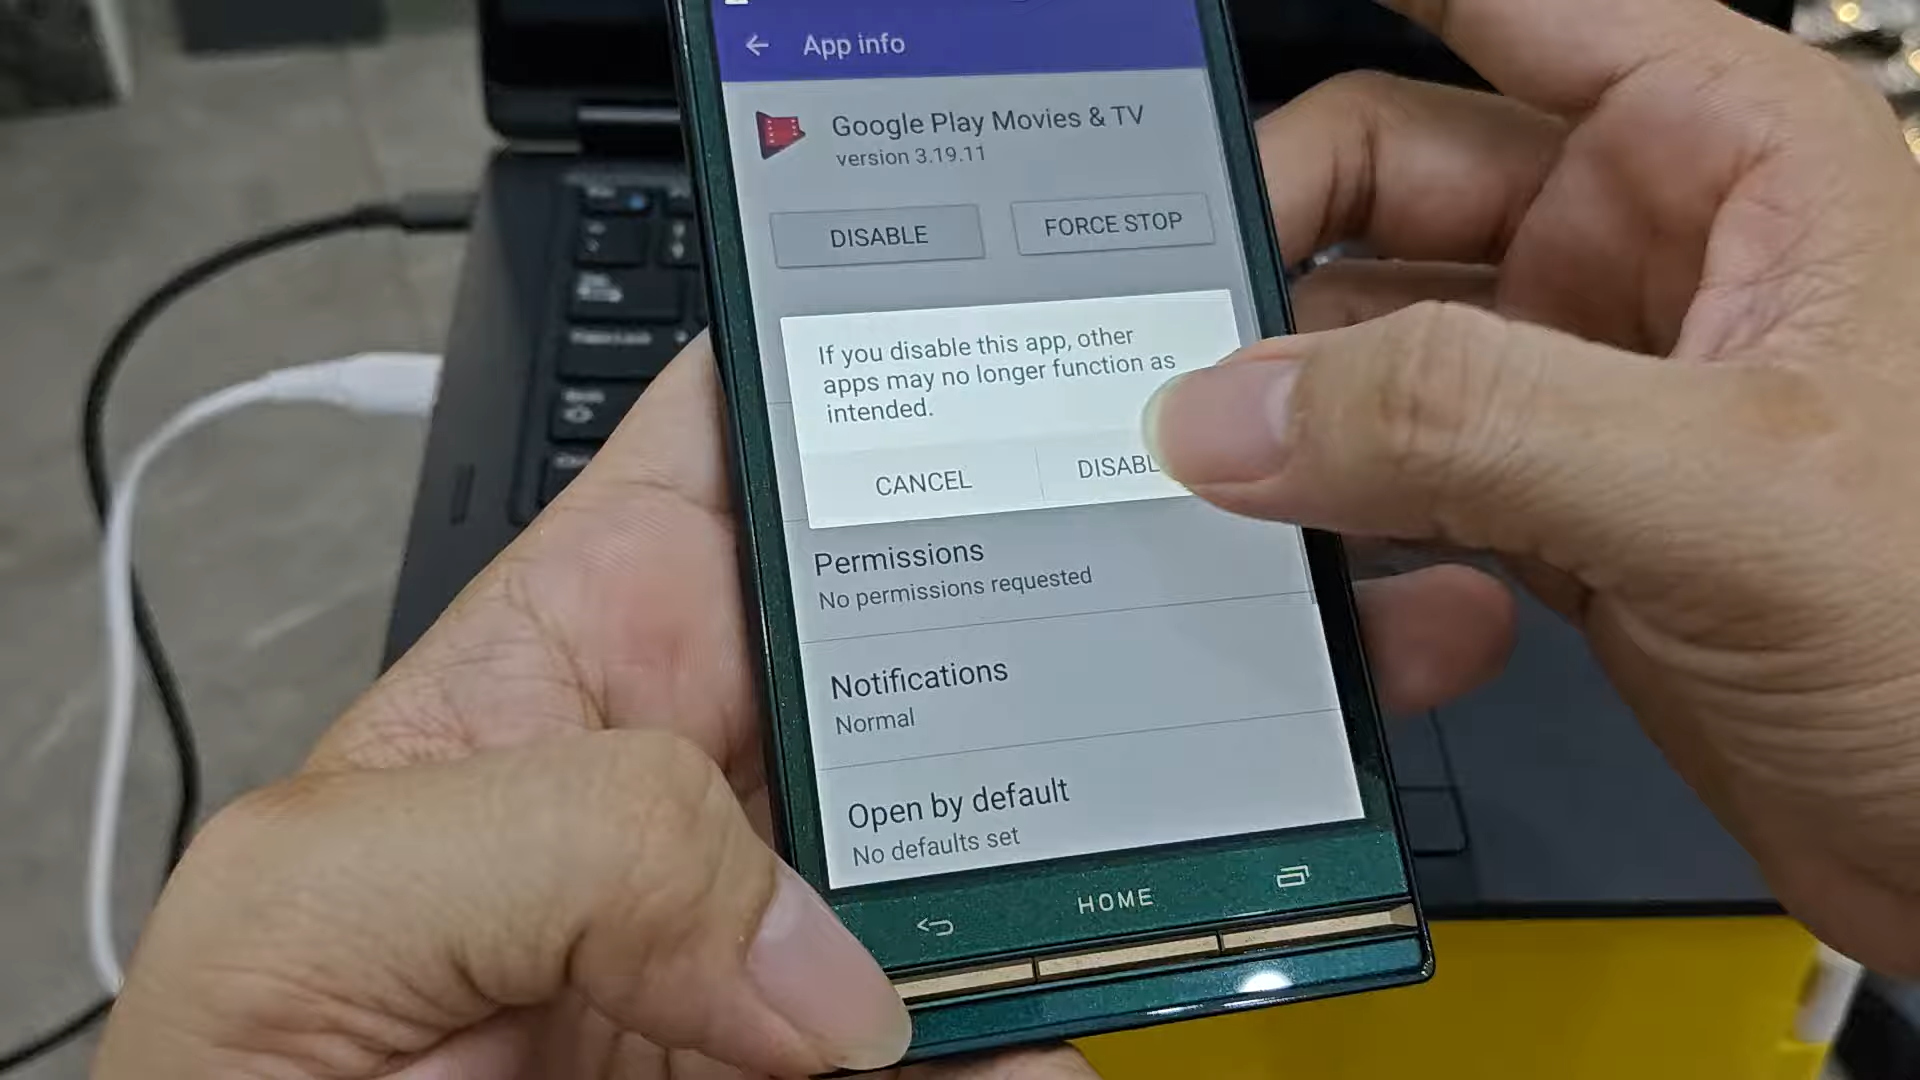 App info
Google Play Movies & TV
version 3.19.11
DISABLE
FORCE STOP
If you disable this app, other
apps may no longer function as
intended.
CANCEL
DISABL
Permissions
No permissions requested
Notifications
Normal
Open by default
No defaults set
HOME